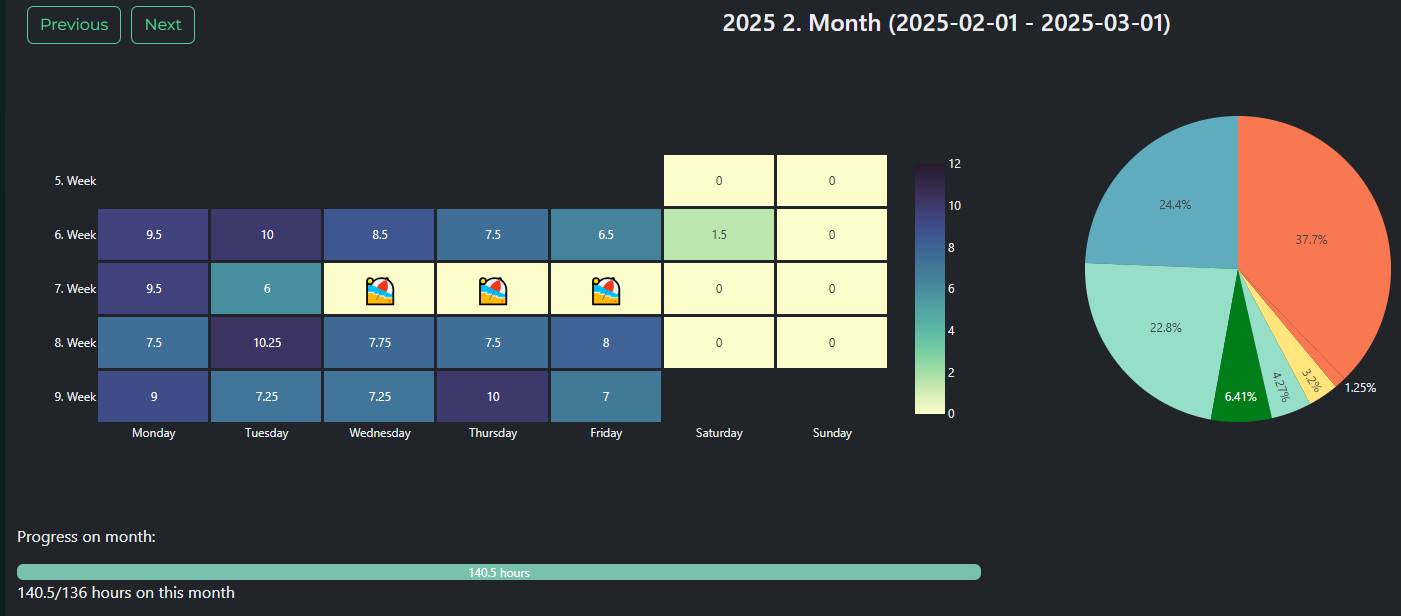 Previous Next 2025 2. Month (2025-02-01 - 2025-03-01)
12
5. Week 0 0
10
6. Week 9.5 10 8.5 7.5 6.5 1.5 0
8
7. Week 9.5 6 0 0
6
8. Week 7.5 10.25 7.75 7.5 8 0 0
4
2
9. Week 9 7.25 7.25 10 7
0
Monday Tuesday Wednesday Thursday Friday Saturday Sunday
24.4%
37.7%
22.8%
6.41%
4.27%
3.2%
1.25%
Progress on month:
140.5 hours
140.5/136 hours on this month